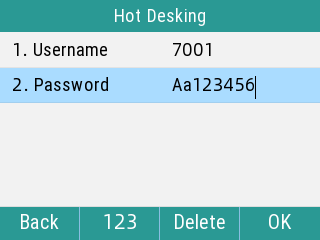 Hot Desking
1. Username 7001
2. Password Aa123456
Back 123 Delete OK